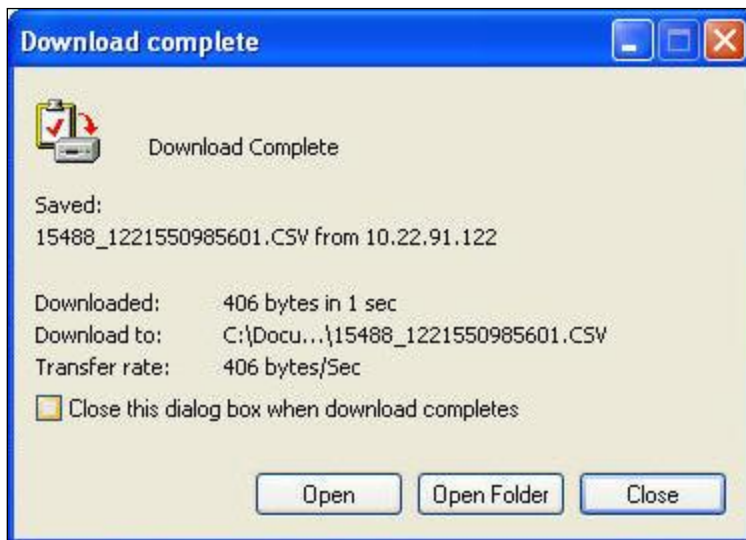 Download complete
Download Complete
Saved:
15488_1221550985601.CSV from 10.22.91.122
Downloaded: 406 bytes in 1 sec
Download to: C:\Docu...\15488_1221550985601.CSV
Transfer rate: 406 bytes/Sec
Close this dialog box when download completes
Open Open Folder Close